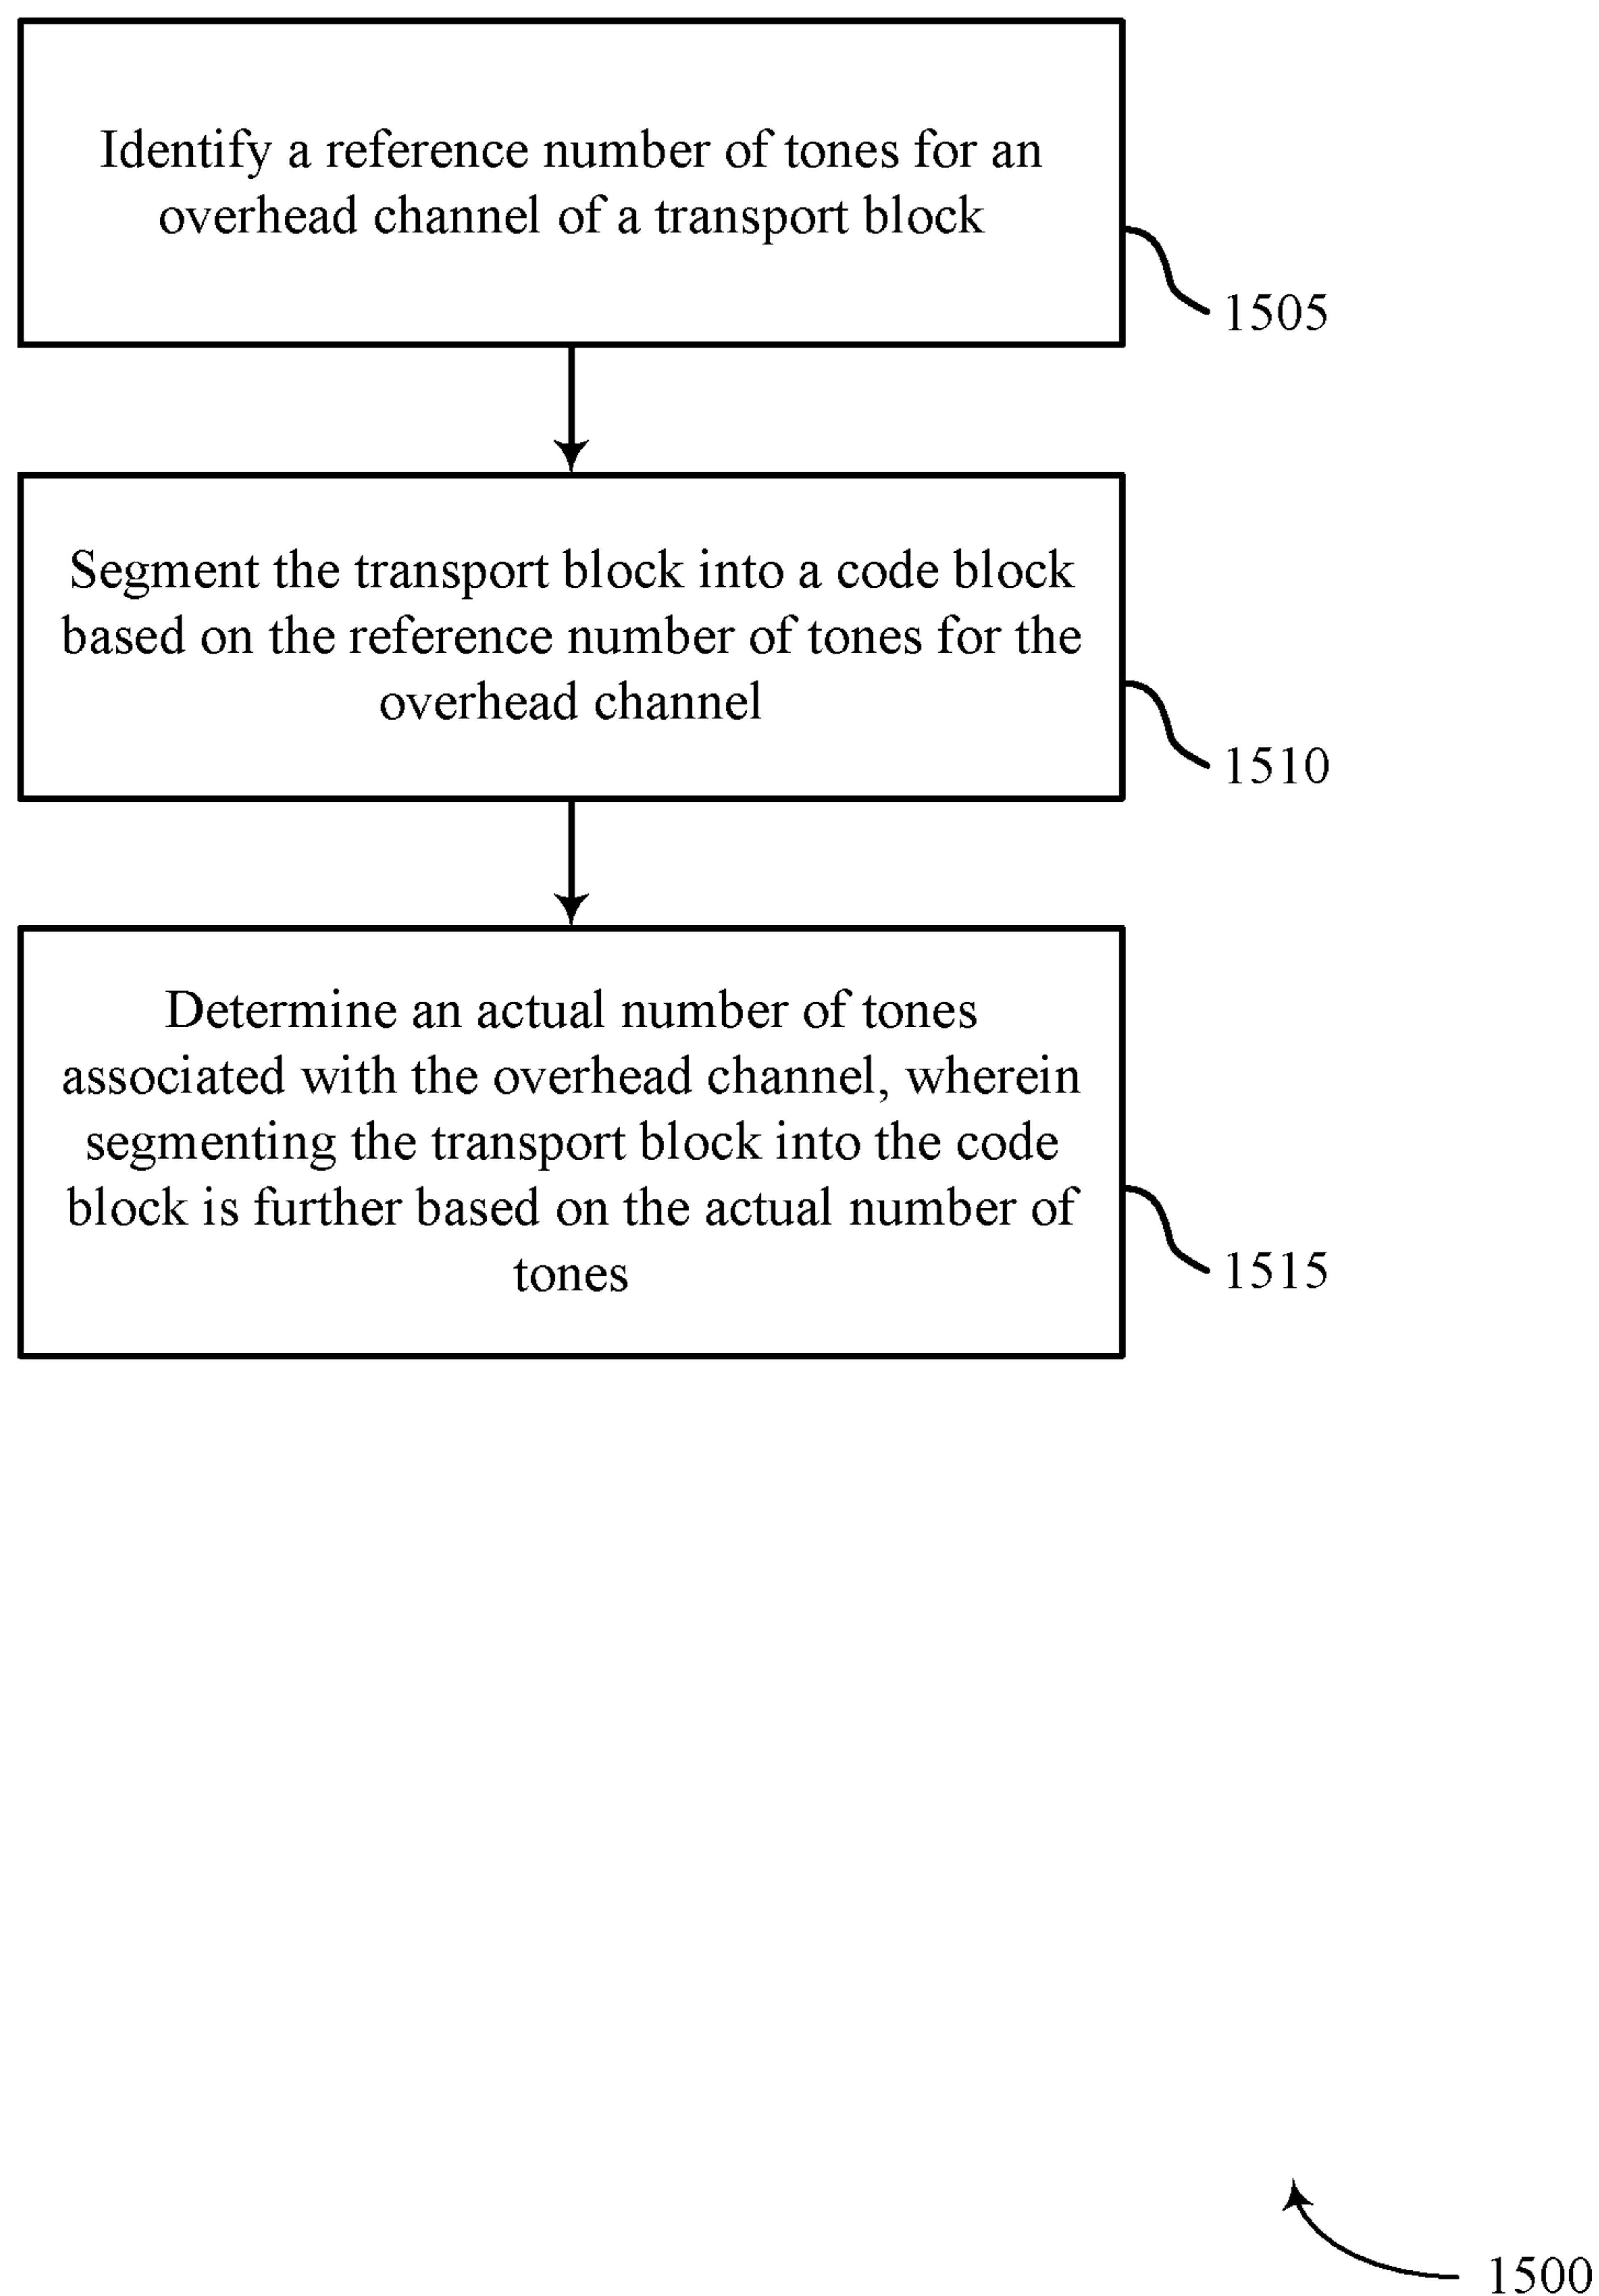 Identify a reference number of tones for an
overhead channel of a transport block
1505
Segment the transport block into a code block
based on the reference number of tones for the
overhead channel
1510
Determine an actual number of tones
associated with the overhead channel, wherein
segmenting the transport block into the code
block is further based on the actual number of
tones
1515
1500